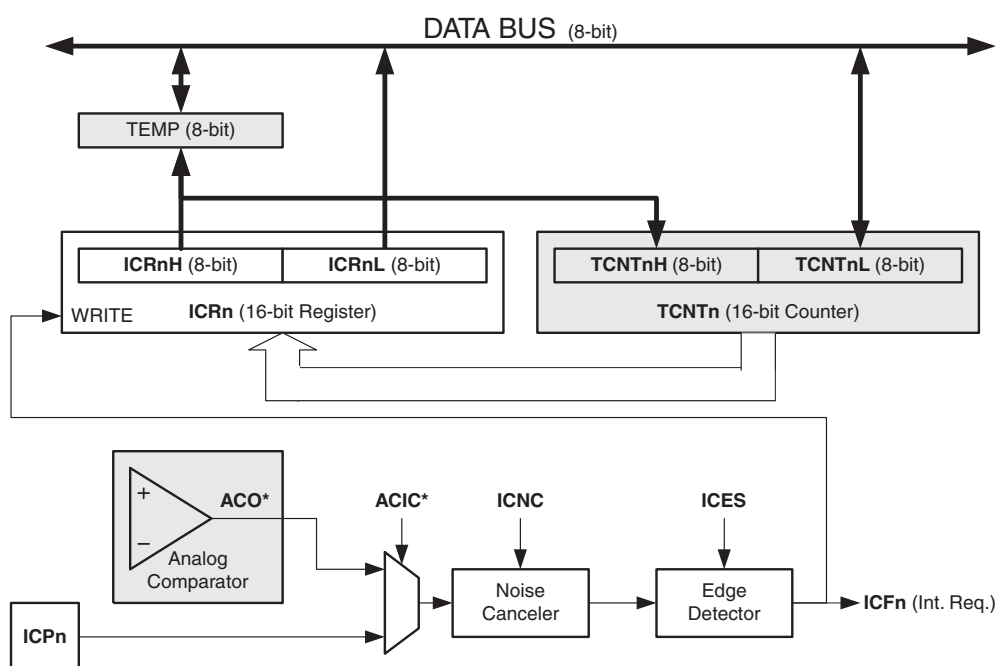 DATA BUS (8-bit)
TEMP (8-bit)
ICRnH (8-bit) ICRnL (8-bit) TCNTnH (8-bit) TCNTnL (8-bit)
WRITE ICRn (16-bit Register) TCNTn (16-bit Counter)
+
ACO* ACIC* ICNC ICES
−
Analog
Comparator
Noise
Canceler
Edge
Detector
ICFn (Int. Req.)
ICPn